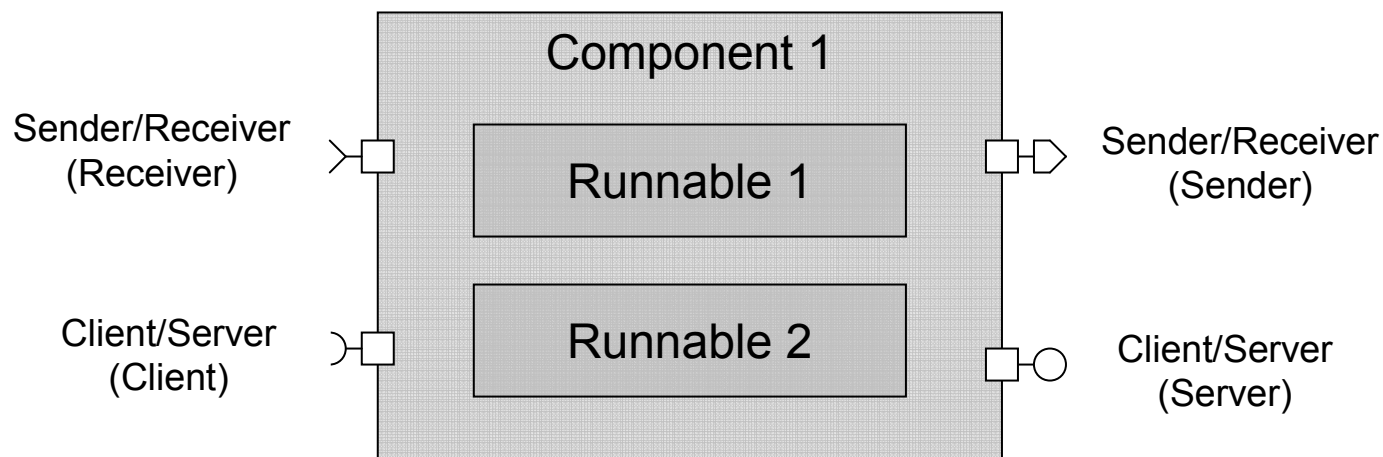 Component 1
Sender/Receiver
(Receiver)
Runnable 1
Sender/Receiver
(Sender)
Client/Server
(Client)
Runnable 2
Client/Server
(Server)